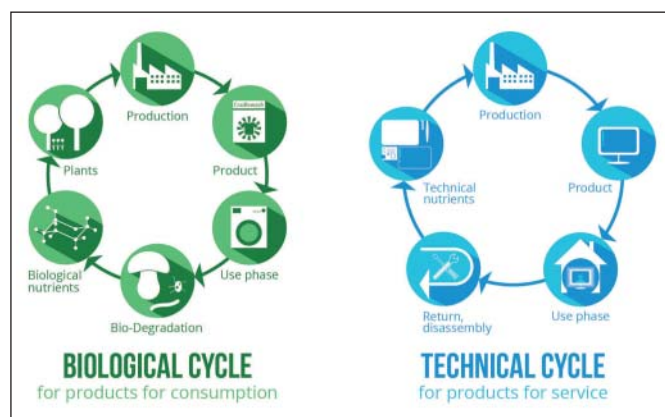 Production
Product
Use phase
Bio-Degradation
Biological
nutrients
Plants
BIOLOGICAL CYCLE
for products for consumption
Production
Product
Use phase
Return,
disassembly
Technical
nutrients
TECHNICAL CYCLE
for products for service